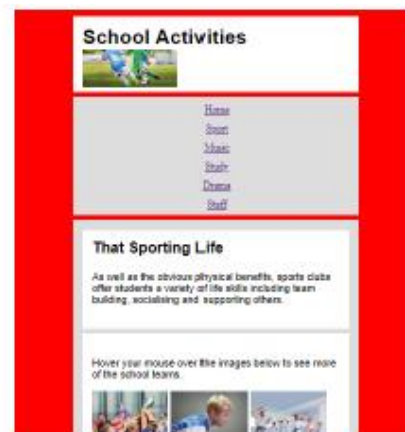 School Activities
Home
Sport
Music
Study
Drama
Staff
That Sporting Life
As well as the obvious physical benefits, sports clubs
offer students a variety of life skills including team
building, socialising and supporting others.
Hover your mouse over the images below to see more
of the school teams.